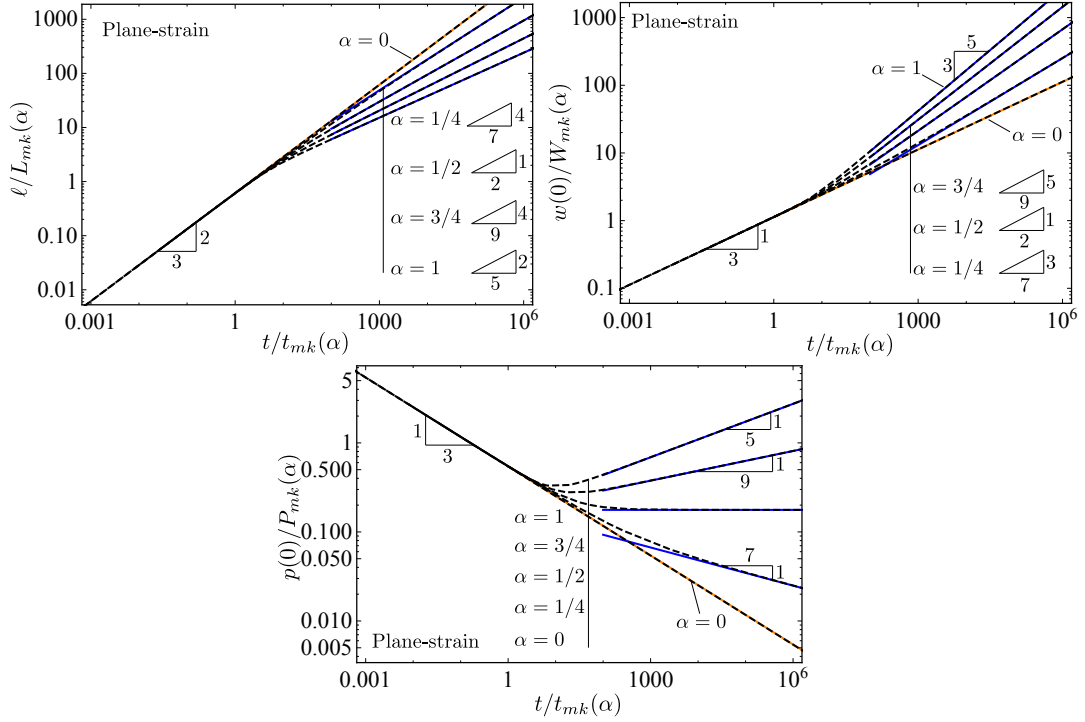 Plane-strain
ℓ/L_{mk}(α)
1000
100
10
1
0.10
0.01
α = 0
α = 1/4
4
7
α = 1/2
1
2
α = 3/4
4
9
α = 1
2
5
2
3
0.001
1
1000
10^6
t/t_{mk}(α)
Plane-strain
w(0)/W_{mk}(α)
1000
100
10
1
0.1
5
3
α = 1
α = 0
α = 3/4
5
9
α = 1/2
1
2
α = 1/4
3
7
1
3
0.001
1
1000
10^6
t/t_{mk}(α)
p(0)/P_{mk}(α)
5
1
0.500
0.100
0.050
0.010
0.005
1
3
1
5
1
9
7
1
α = 1
α = 3/4
α = 1/2
α = 1/4
α = 0
α = 0
Plane-strain
0.001
1
1000
10^6
t/t_{mk}(α)